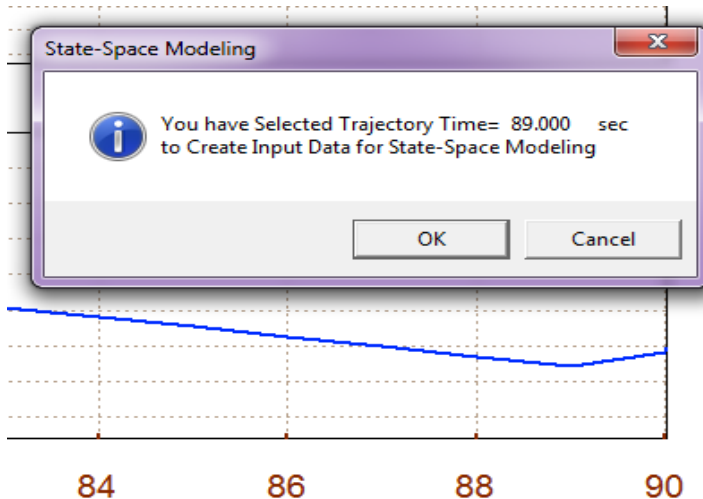 State-Space Modeling
You have Selected Trajectory Time= 89.000 sec
to Create Input Data for State-Space Modeling
OK Cancel
84 86 88 90